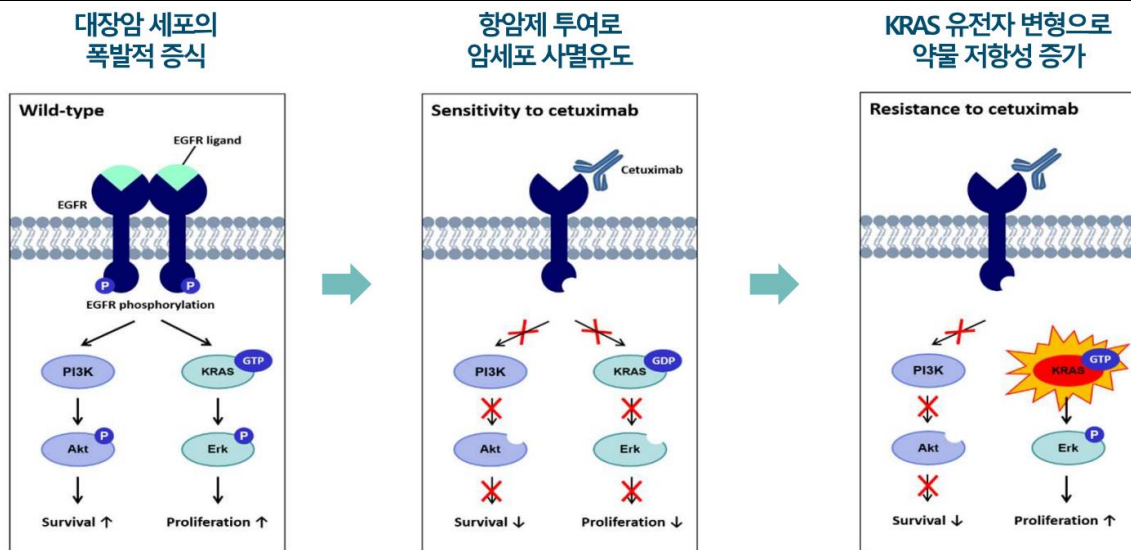 대장암 세포의
폭발적 증식
Wild-type
EGFR ligand
EGFR
P
P
EGFR phosphorylation
PI3K
KRAS
GTP
Akt
P
Erk
P
Survival ↑
Proliferation ↑
항암제 투여로
암세포 사멸유도
Sensitivity to cetuximab
Cetuximab
PI3K
KRAS
GDP
Akt
Erk
Survival ↓
Proliferation ↓
KRAS 유전자 변형으로
약물 저항성 증가
Resistance to cetuximab
PI3K
KRAS
GTP
Akt
Erk
P
Survival ↓
Proliferation ↑